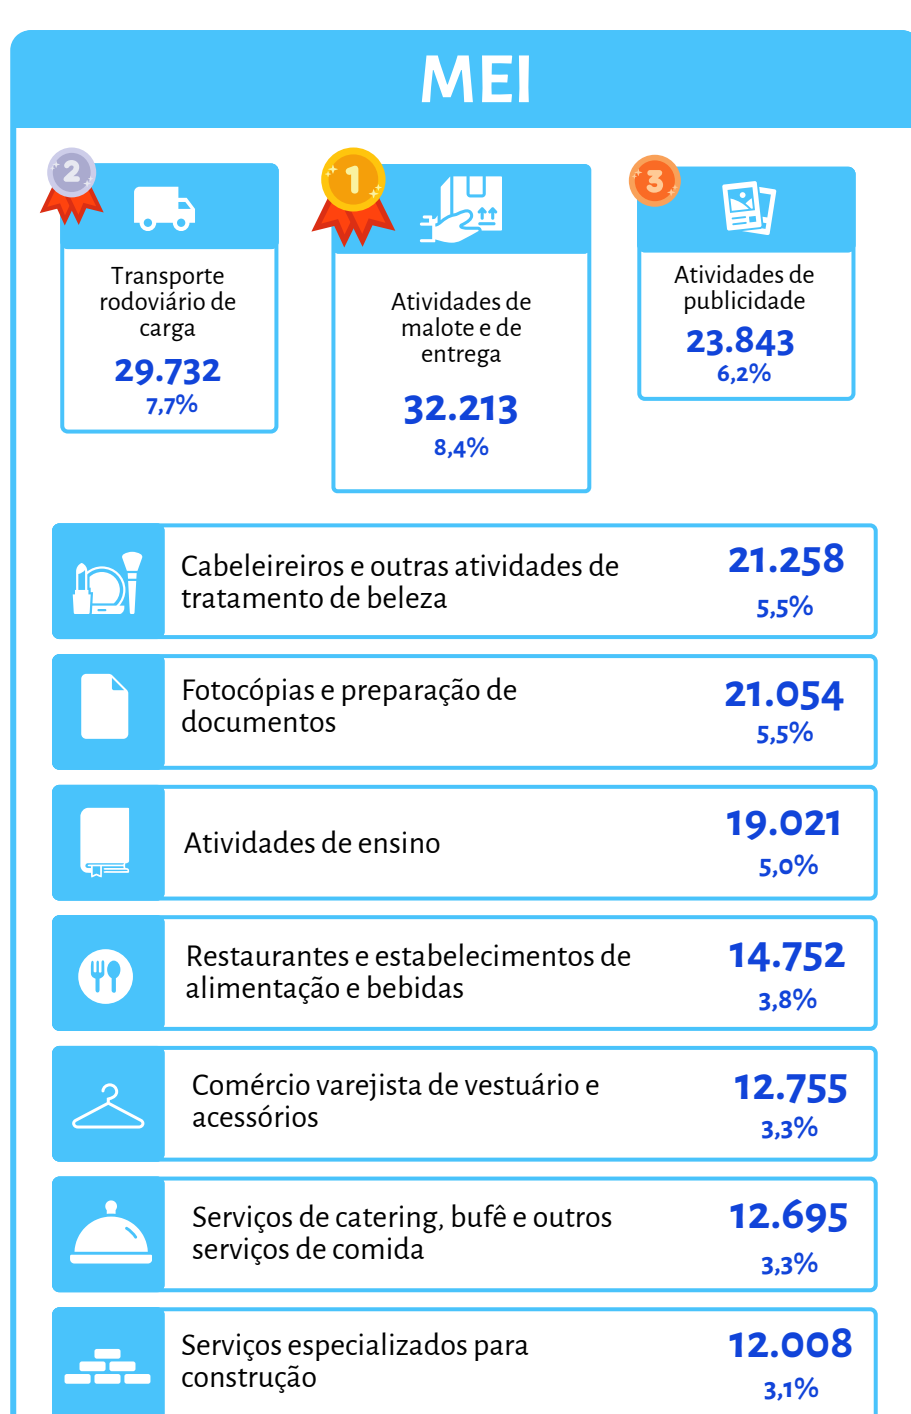 MEI
2
Transporte
rodoviário de
carga
29.732
7,7%
1
Atividades de
malote e de
entrega
32.213
8,4%
3
Atividades de
publicidade
23.843
6,2%
Cabeleireiros e outras atividades de
tratamento de beleza
21.258
5,5%
Fotocópias e preparação de
documentos
21.054
5,5%
Atividades de ensino
19.021
5,0%
Restaurantes e estabelecimentos de
alimentação e bebidas
14.752
3,8%
Comércio varejista de vestuário e
acessórios
12.755
3,3%
Serviços de catering, bufê e outros
serviços de comida
12.695
3,3%
Serviços especializados para
construção
12.008
3,1%